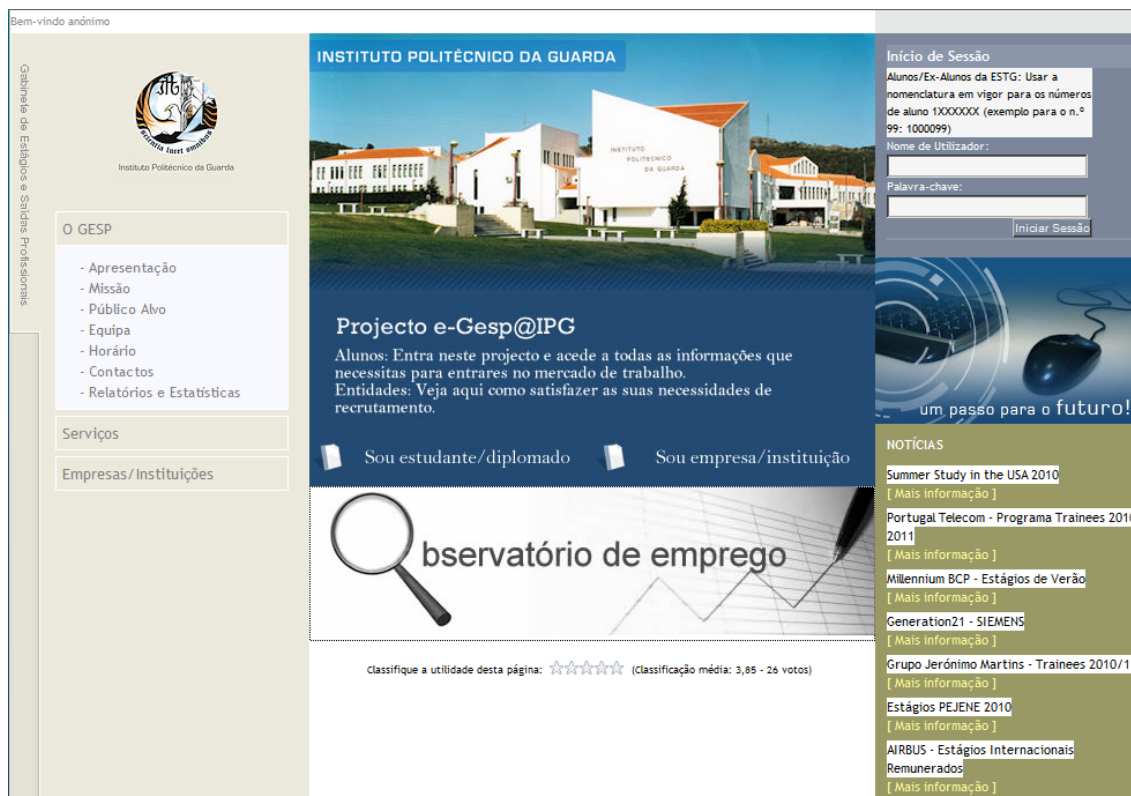 Bem-vindo anónimo
Gabinete de Estágios e Saídas Profissionais
scientia lucet omnibus
Instituto Politécnico da Guarda
O GESP
- Apresentação
- Missão
- Público Alvo
- Equipa
- Horário
- Contactos
- Relatórios e Estatísticas
Serviços
Empresas/Instituições
INSTITUTO POLITÉCNICO DA GUARDA
INSTITUTO
POLITECNICO
DA GUARDA
Projecto e-Gesp@IPG
Alunos: Entra neste projecto e acede a todas as informações que
necessitas para entrares no mercado de trabalho.
Entidades: Veja aqui como satisfazer as suas necessidades de
recrutamento.
Sou estudante/diplomado
Sou empresa/instituição
bservatório de emprego
Classifique a utilidade desta página: (Classificação média: 3,85 - 26 votos)
Início de Sessão
Alunos/Ex-Alunos da ESTG: Usar a
nomenclatura em vigor para os números
de aluno 1XXXXXX (exemplo para o n.º
99: 1000099)
Nome de Utilizador:
Palavra-chave:
Iniciar Sessão
um passo para o futuro!
NOTÍCIAS
Summer Study in the USA 2010
[ Mais informação ]
Portugal Telecom - Programa Trainees 2010
2011
[ Mais informação ]
Millennium BCP - Estágios de Verão
[ Mais informação ]
Generation21 - SIEMENS
[ Mais informação ]
Grupo Jerónimo Martins - Trainees 2010/1
[ Mais informação ]
Estágios PEJENE 2010
[ Mais informação ]
AIRBUS - Estágios Internacionais
Remunerados
[ Mais informação ]